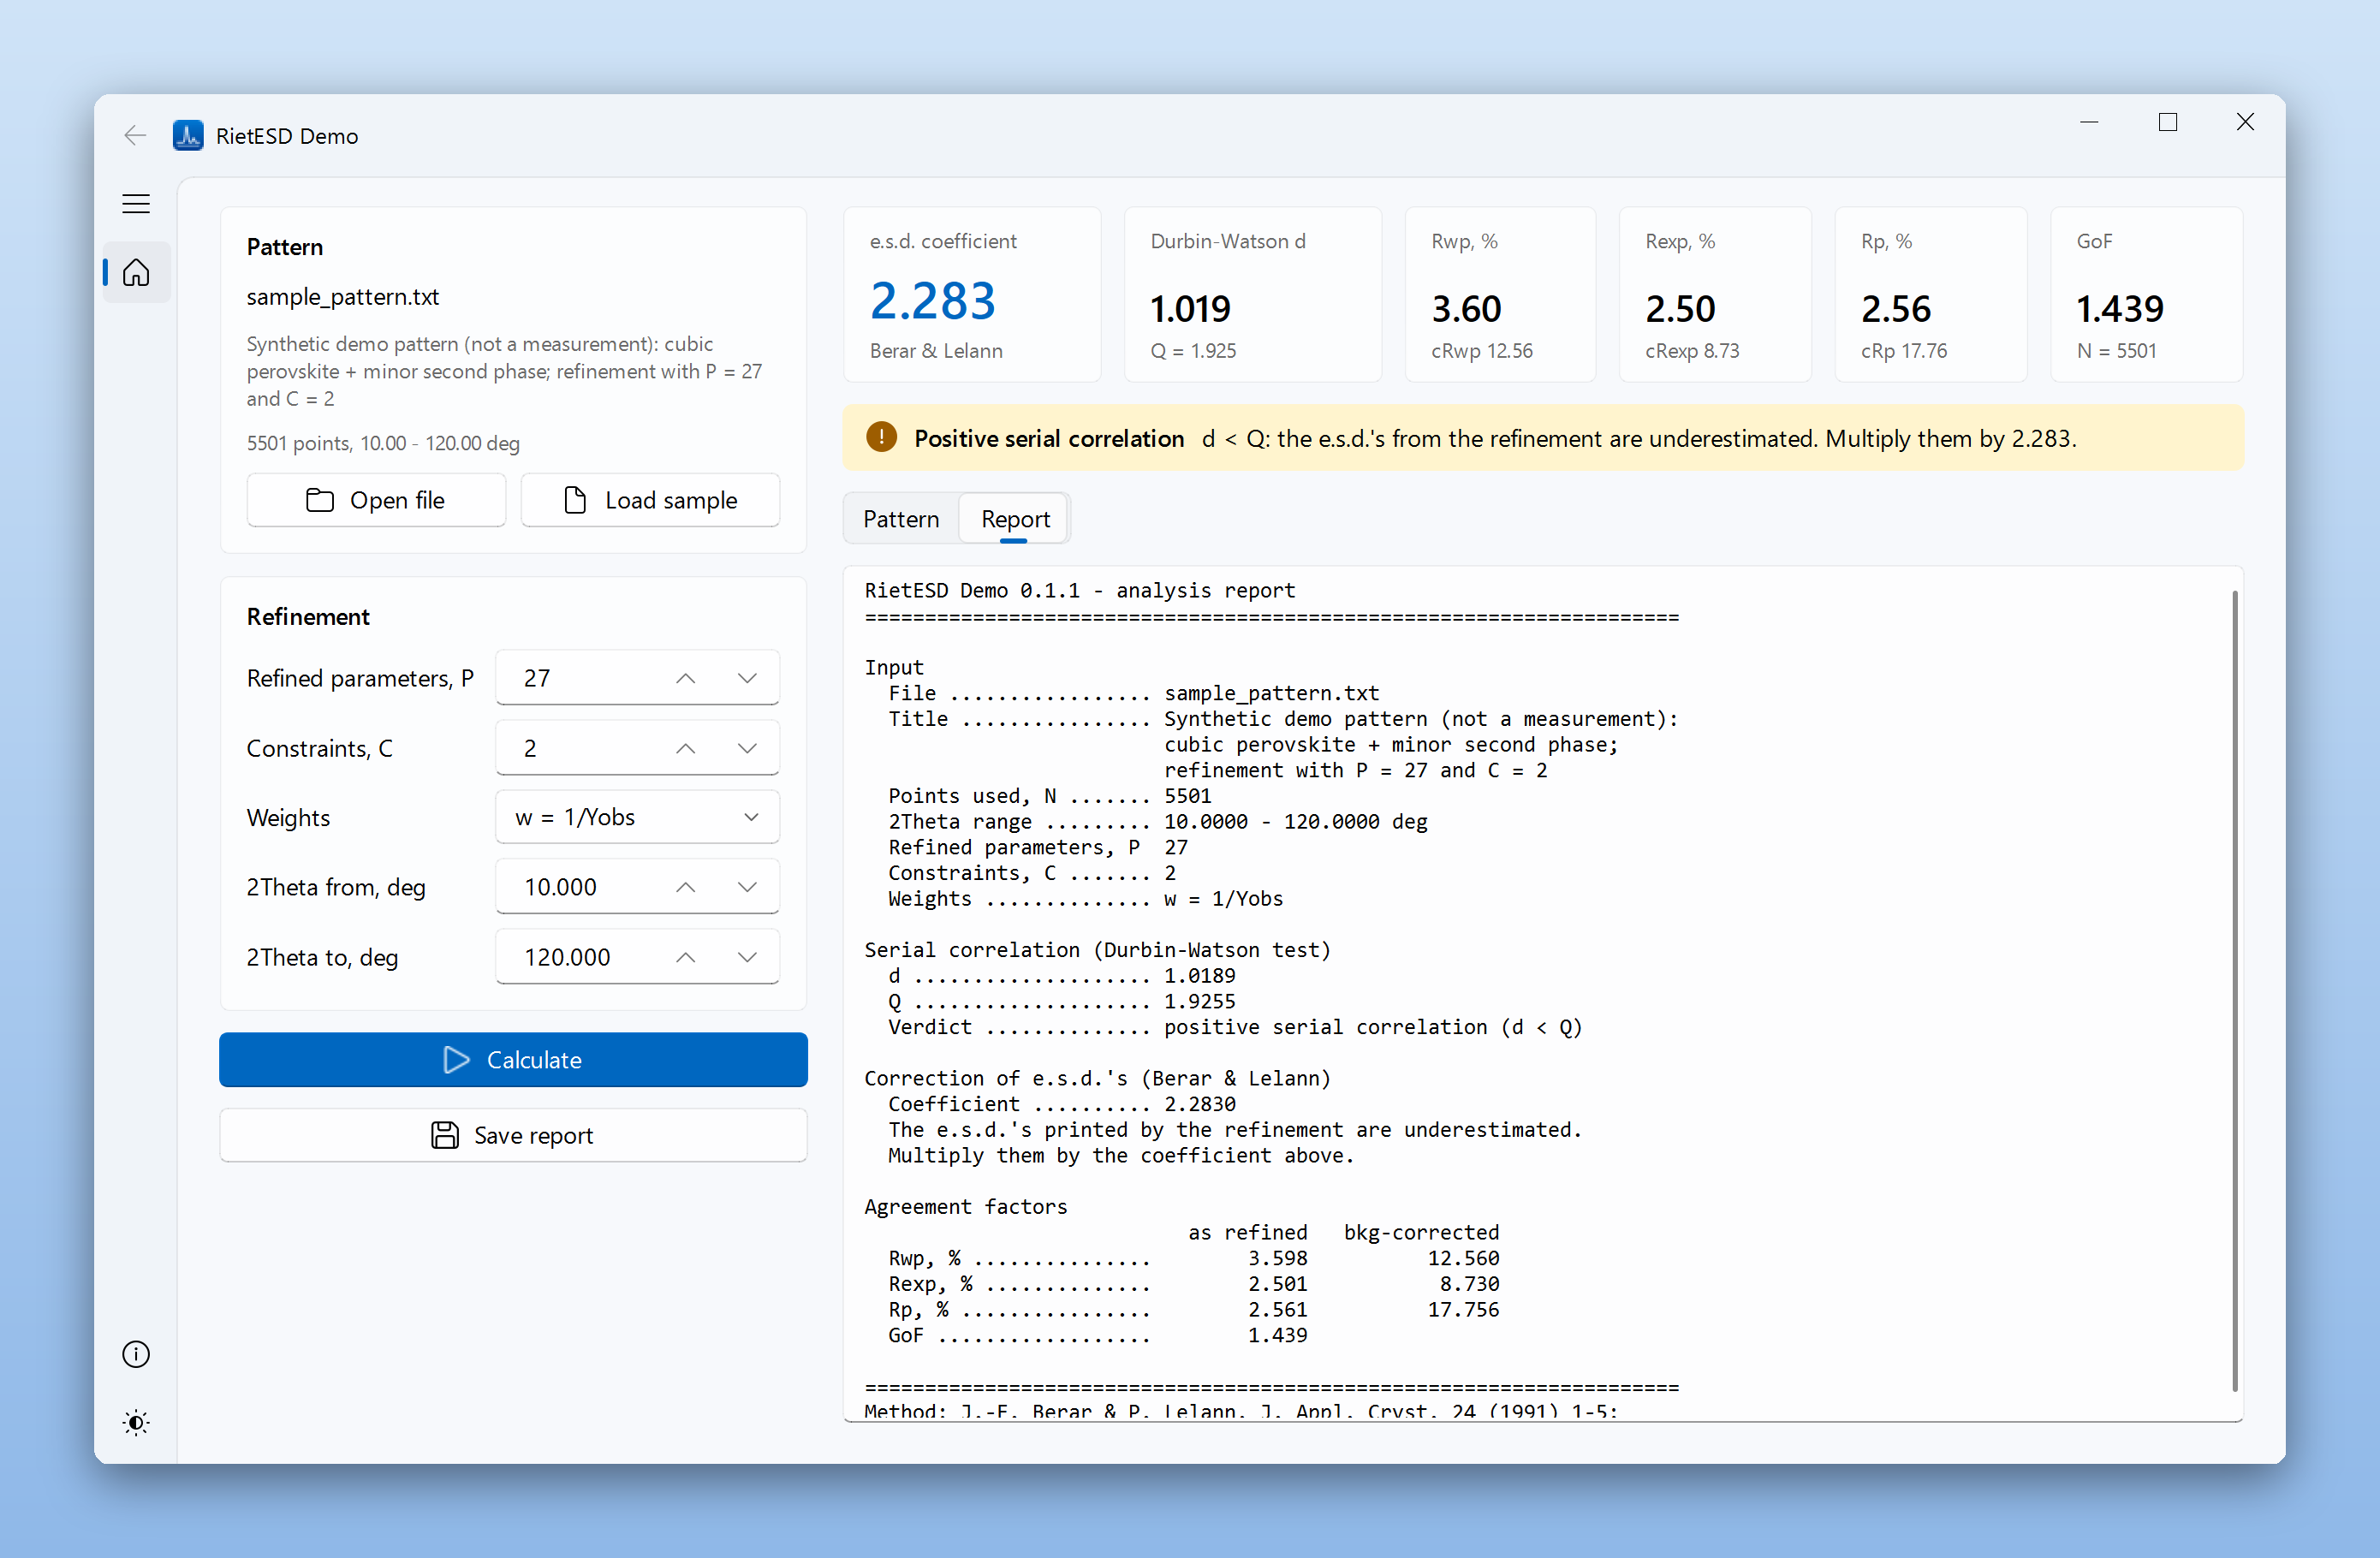 RietESD Demo
Pattern
sample_pattern.txt
Synthetic demo pattern (not a measurement): cubic
perovskite + minor second phase; refinement with P = 27
and C = 2
5501 points, 10.00 - 120.00 deg
Open file
Load sample
Refinement
Refined parameters, P 27
Constraints, C 2
Weights w = 1/Yobs
2Theta from, deg 10.000
2Theta to, deg 120.000
Calculate
Save report
e.s.d. coefficient
2.283
Berar & Lelann
Durbin-Watson d
1.019
Q = 1.925
Rwp, %
3.60
cRwp 12.56
Rexp, %
2.50
cRexp 8.73
Rp, %
2.56
cRp 17.76
GoF
1.439
N = 5501
Positive serial correlation d < Q: the e.s.d.'s from the refinement are underestimated. Multiply them by 2.283.
Pattern
Report
RietESD Demo 0.1.1 - analysis report
====================================================================
Input
File ................. sample_pattern.txt
Title ................ Synthetic demo pattern (not a measurement):
cubic perovskite + minor second phase;
refinement with P = 27 and C = 2
Points used, N ....... 5501
2Theta range ......... 10.0000 - 120.0000 deg
Refined parameters, P 27
Constraints, C ....... 2
Weights .............. w = 1/Yobs
Serial correlation (Durbin-Watson test)
d .................... 1.0189
Q .................... 1.9255
Verdict .............. positive serial correlation (d < Q)
Correction of e.s.d.'s (Berar & Lelann)
Coefficient .......... 2.2830
The e.s.d.'s printed by the refinement are underestimated.
Multiply them by the coefficient above.
Agreement factors
as refined bkg-corrected
Rwp, % ............... 3.598 12.560
Rexp, % .............. 2.501 8.730
Rp, % ................ 2.561 17.756
GoF .................. 1.439
====================================================================
Method: J.-F. Berar & P. Lelann, J. Appl. Cryst. 24 (1991) 1-5;